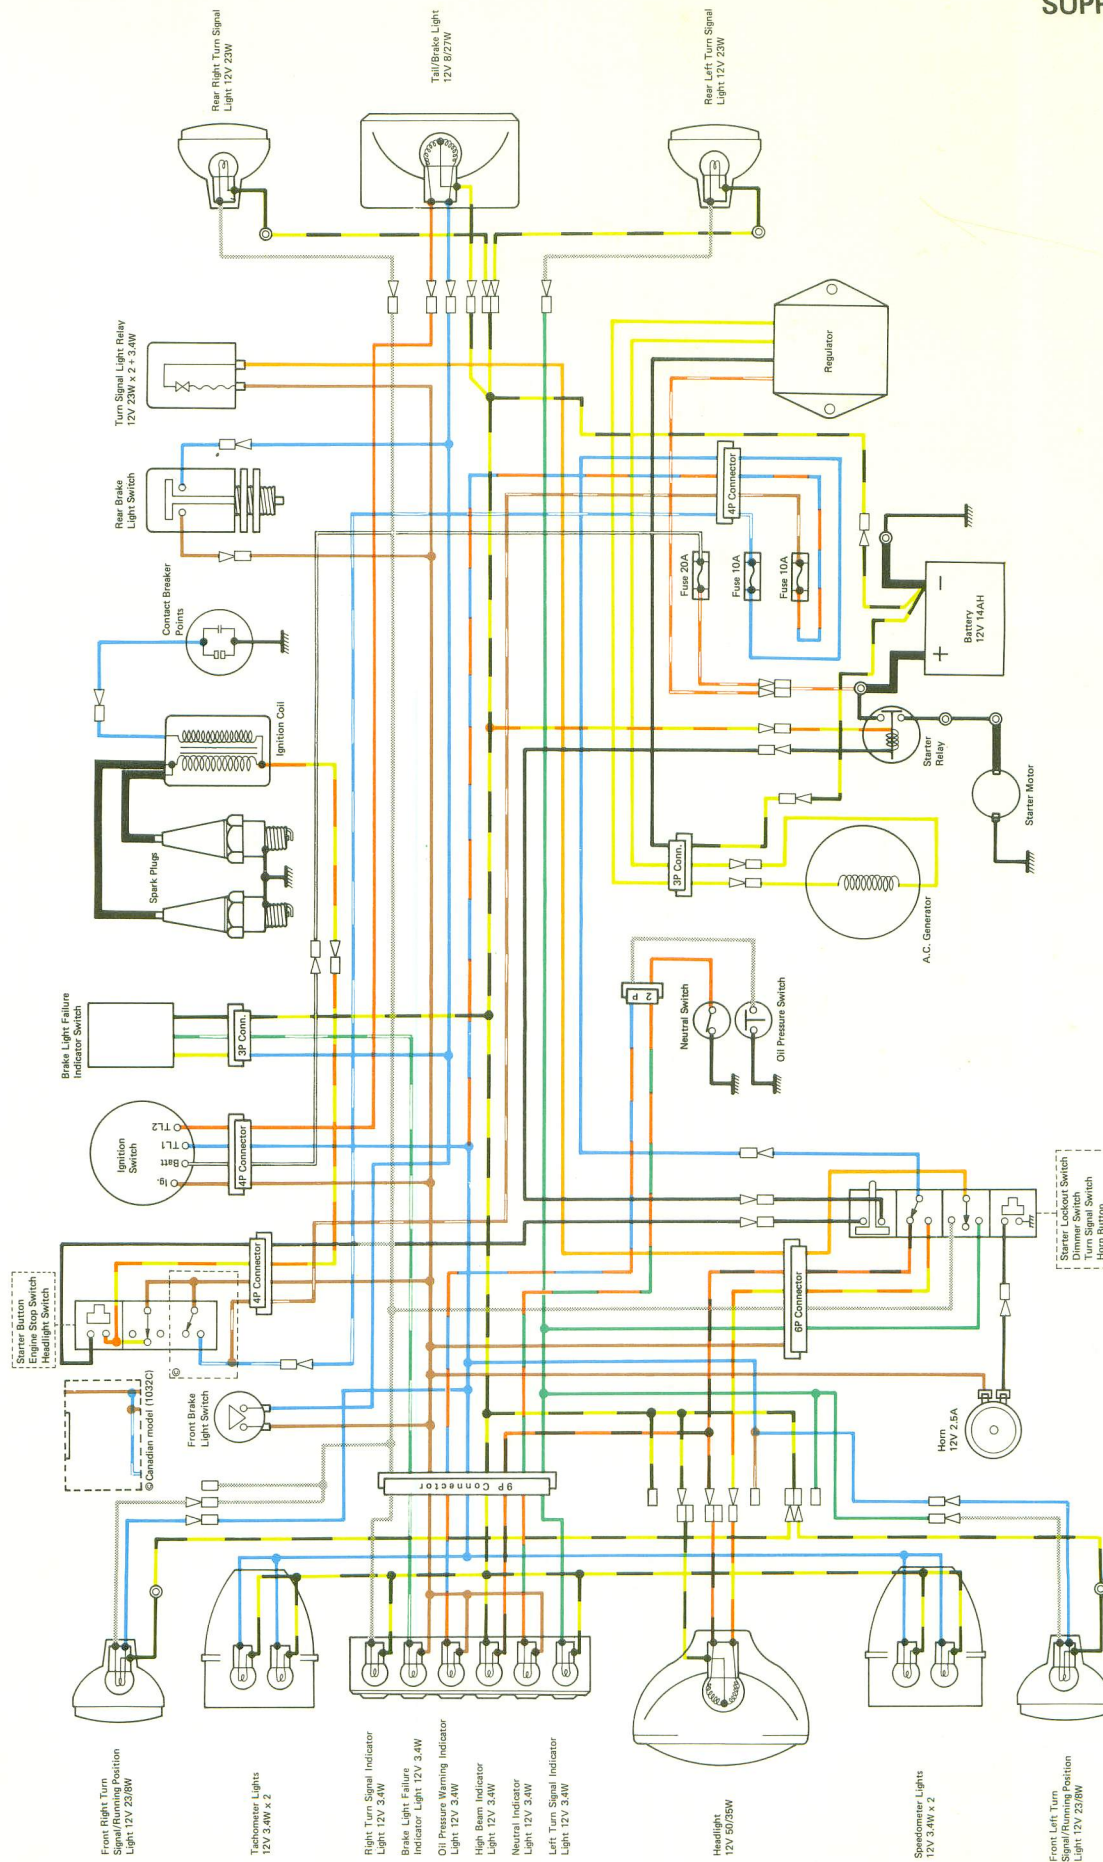 SUPP
Rear Right Turn Signal
Light 12V 23W
Tail/Brake Light
12V 8/27W
Rear Left Turn Signal
Light 12V 23W
Turn Signal Light Relay
12V 23W x 2 + 3.4W
Regulator
Rear Brake
Light Switch
4P Connector
Contact Breaker
Points
Fuse 20A
Fuse 10A
Fuse 10A
Battery
12V 14AH
Ignition Coil
Starter
Relay
Starter Motor
Spark Plugs
3P Conn.
A.C. Generator
Brake Light Failure
Indicator Switch
3P Conn.
2 P
Neutral Switch
Oil Pressure Switch
Ignition
Switch
TL2
TL1
Batt
Ig.
4P Connector
Starter Button
Engine Stop Switch
Headlight Switch
4P Connector
6P Connector
Starter Lockout Switch
Dimmer Switch
Turn Signal Switch
Horn Button
©
©Canadian model (1032C)
Front Brake
Light Switch
9P Connector
Horn
12V 2.5A
Front Right Turn
Signal/Running Position
Light 12V 23/8W
Tachometer Lights
12V 3.4W x 2
Right Turn Signal Indicator
Light 12V 3.4W
Brake Light Failure
Indicator Light 12V 3.4W
Oil Pressure Warning Indicator
Light 12V 3.4W
High Beam Indicator
Light 12V 3.4W
Neutral Indicator
Light 12V 3.4W
Left Turn Signal Indicator
Light 12V 3.4W
Headlight
12V 50/35W
Speedometer Lights
12V 3.4W x 2
Front Left Turn
Signal/Running Position
Light 12V 23/8W